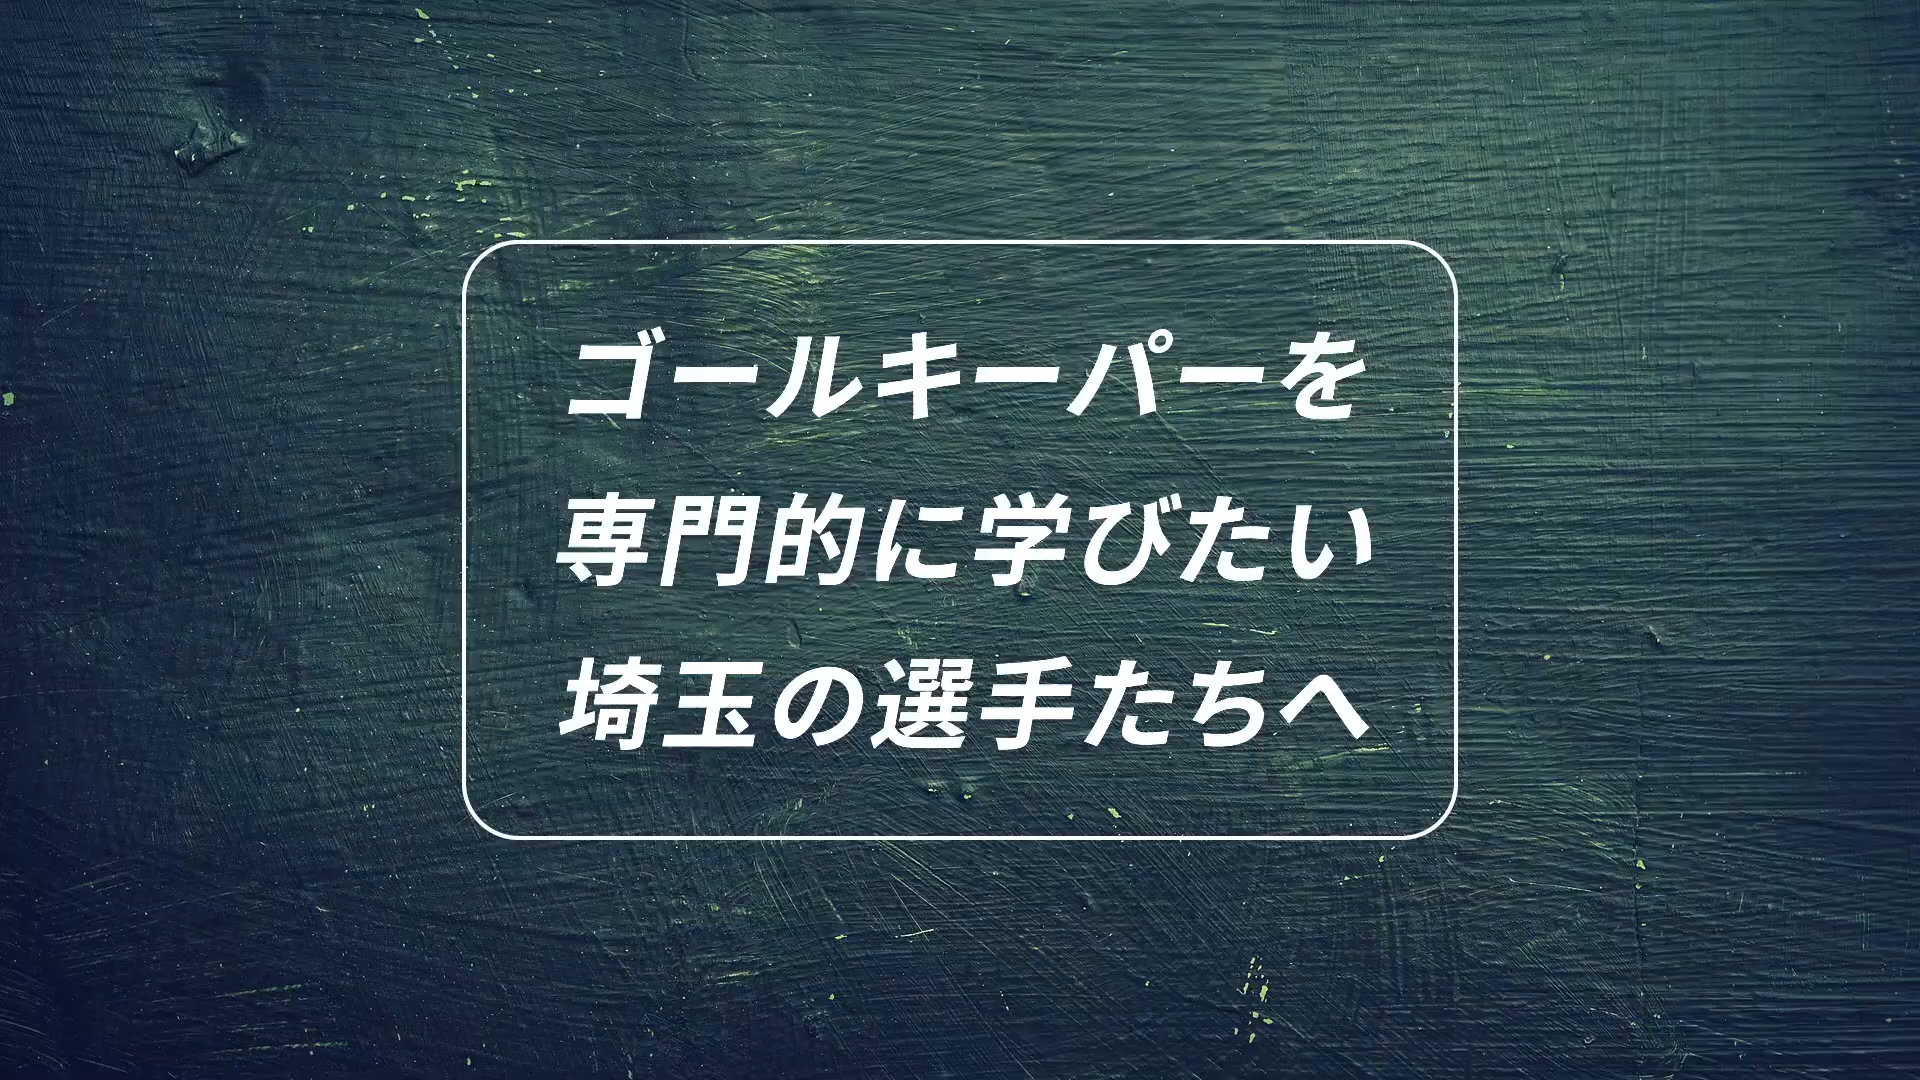 ゴールキーパーを
専門的に学びたい
埼玉の選手たちへ